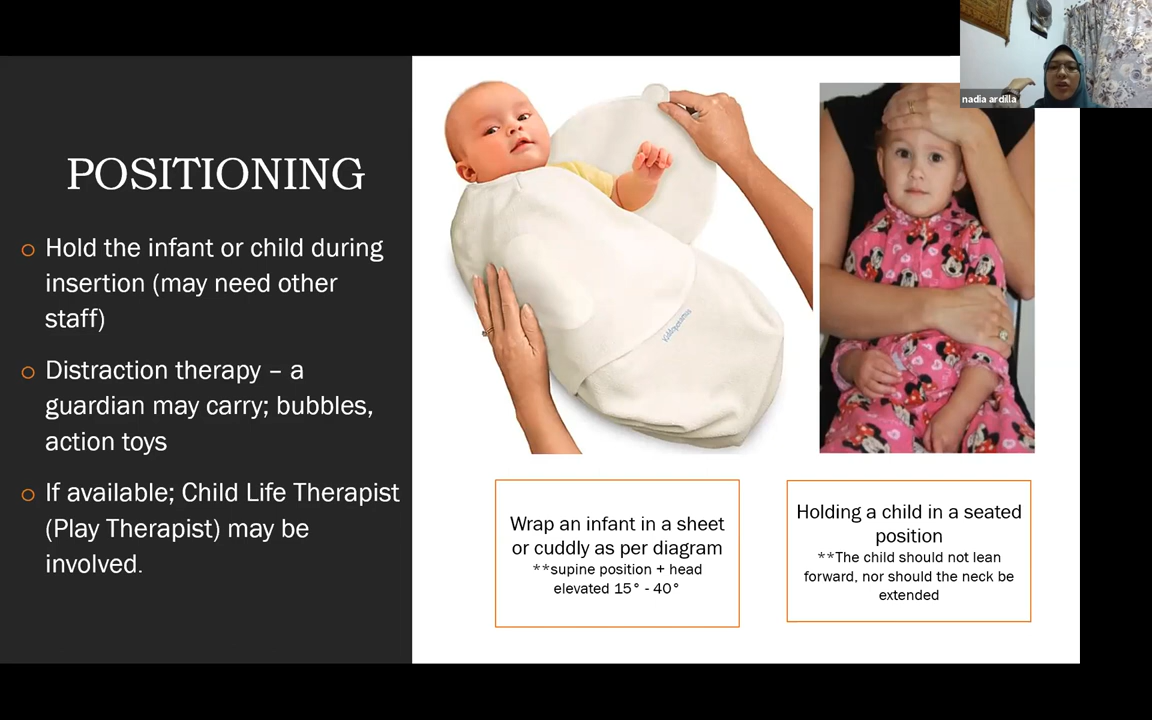 nadia ardilla
POSITIONING
o Hold the infant or child during
insertion (may need other
staff)
o Distraction therapy – a
guardian may carry; bubbles,
action toys
o If available; Child Life Therapist
(Play Therapist) may be
involved.
Wrap an infant in a sheet
or cuddly as per diagram
**supine position + head
elevated 15° - 40°
Holding a child in a seated
position
**The child should not lean
forward, nor should the neck be
extended